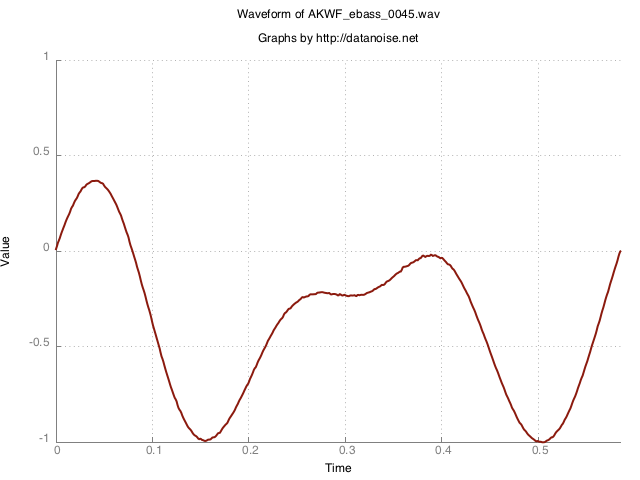 Waveform of AKWF_ebass_0045.wav
Graphs by http://datanoise.net
1
0.5
0
-0.5
-1
Value
0 0.1 0.2 0.3 0.4 0.5
Time